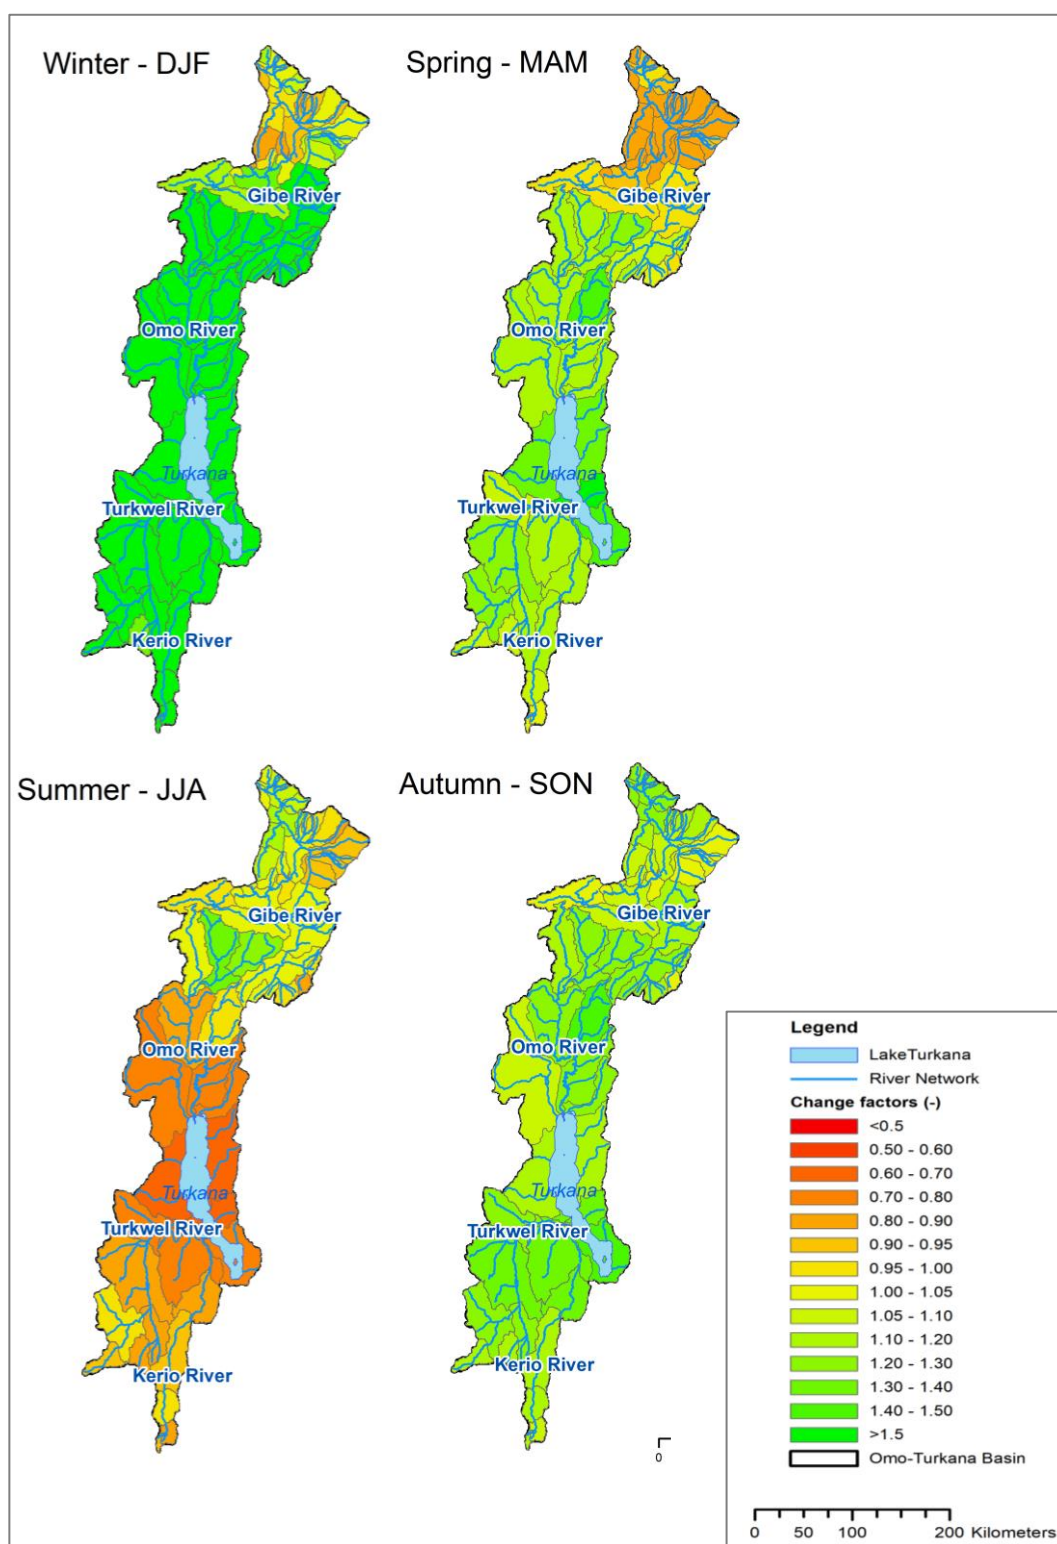 Winter - DJF
Spring - MAM
Gibe River
Gibe River
Omo River
Omo River
Turkana
Turkana
Turkwel River
Turkwel River
Kerio River
Kerio River
Summer - JJA
Autumn - SON
Gibe River
Gibe River
Omo River
Omo River
Turkana
Turkana
Turkwel River
Turkwel River
Kerio River
Kerio River
0
Legend
LakeTurkana
River Network
Change factors (-)
<0.5
0.50 - 0.60
0.60 - 0.70
0.70 - 0.80
0.80 - 0.90
0.90 - 0.95
0.95 - 1.00
1.00 - 1.05
1.05 - 1.10
1.10 - 1.20
1.20 - 1.30
1.30 - 1.40
1.40 - 1.50
>1.5
Omo-Turkana Basin
0 50 100 200 Kilometers